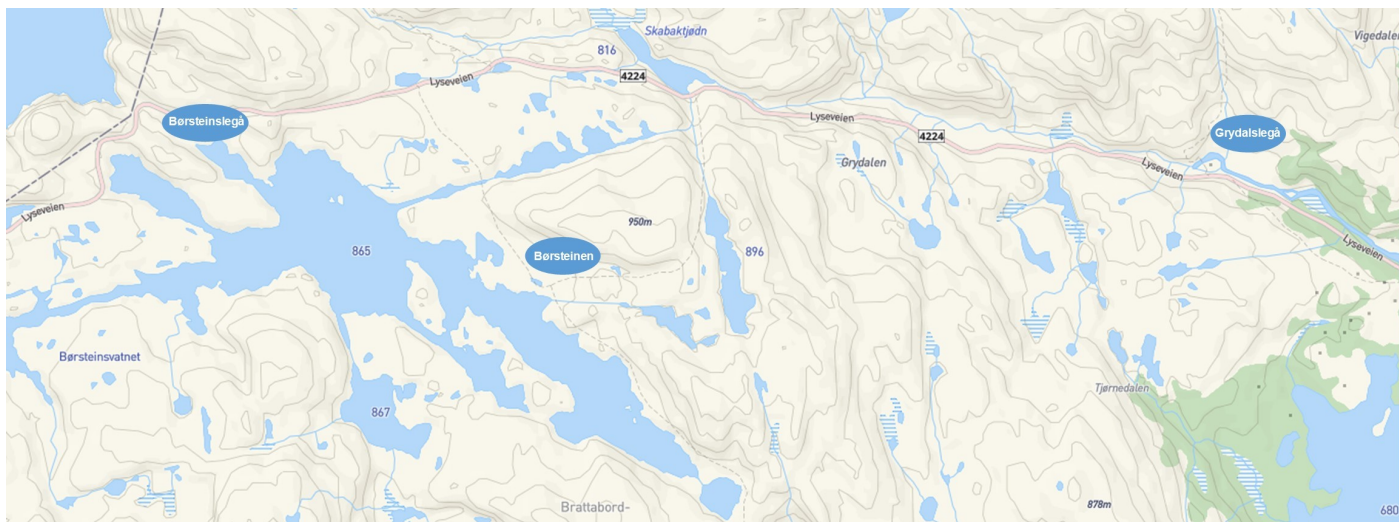 Skabaktjødn
Vigedalen
816
4224
Lyseveien
Børsteinslegå
Lyseveien
Grydalslegå
4224
Grydalen
Lyseveien
Lyseveien
950m
Lyseveien
865
Børsteinen
896
Børsteinsvatnet
Tjørnedalen
867
Brattabord-
878m
680